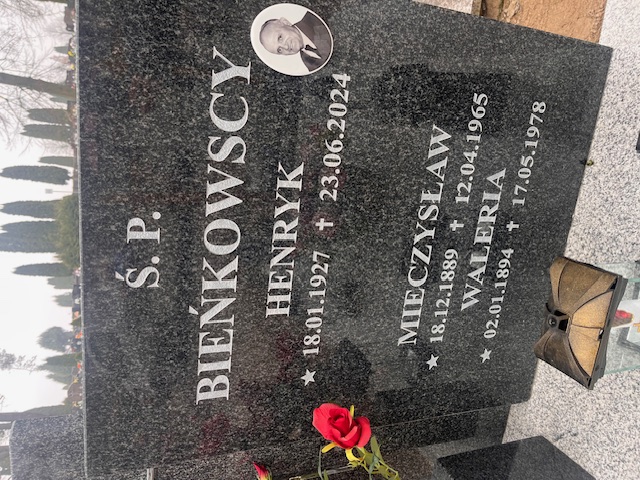 Ś. P.
BIEŃKOWSCY
HENRYK
★ 18.01.1927 ✝ 23.06.2024
MIECZYSŁAW
★ 18.12.1889 ✝ 12.04.1965
WALERIA
★ 02.01.1894 ✝ 17.05.1978